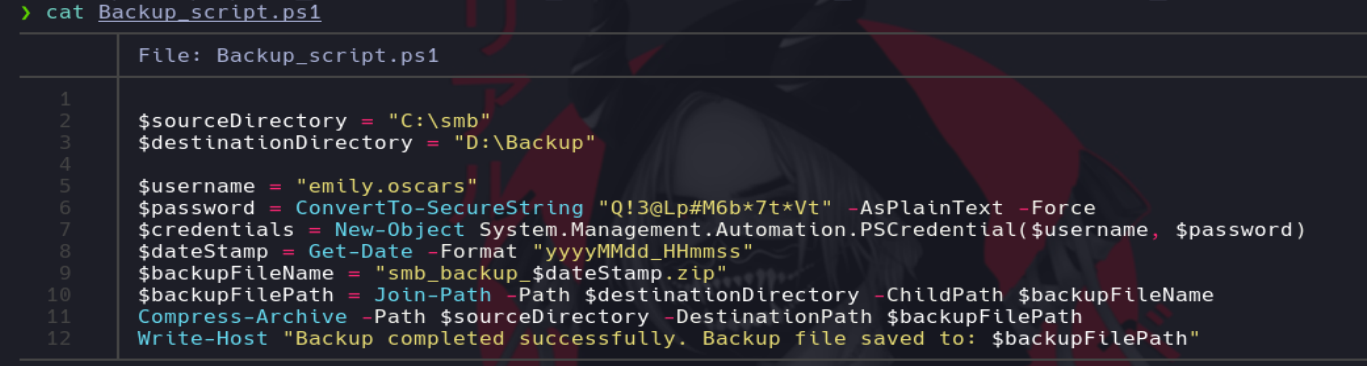 ❯ cat Backup_script.ps1
File: Backup_script.ps1
1
2 $sourceDirectory = "C:\smb"
3 $destinationDirectory = "D:\Backup"
4
5 $username = "emily.oscars"
6 $password = ConvertTo-SecureString "Q!3@Lp#M6b*7t*Vt" -AsPlainText -Force
7 $credentials = New-Object System.Management.Automation.PSCredential($username, $password)
8 $dateStamp = Get-Date -Format "yyyyMMdd_HHmmss"
9 $backupFileName = "smb_backup_$dateStamp.zip"
10 $backupFilePath = Join-Path -Path $destinationDirectory -ChildPath $backupFileName
11 Compress-Archive -Path $sourceDirectory -DestinationPath $backupFilePath
12 Write-Host "Backup completed successfully. Backup file saved to: $backupFilePath"